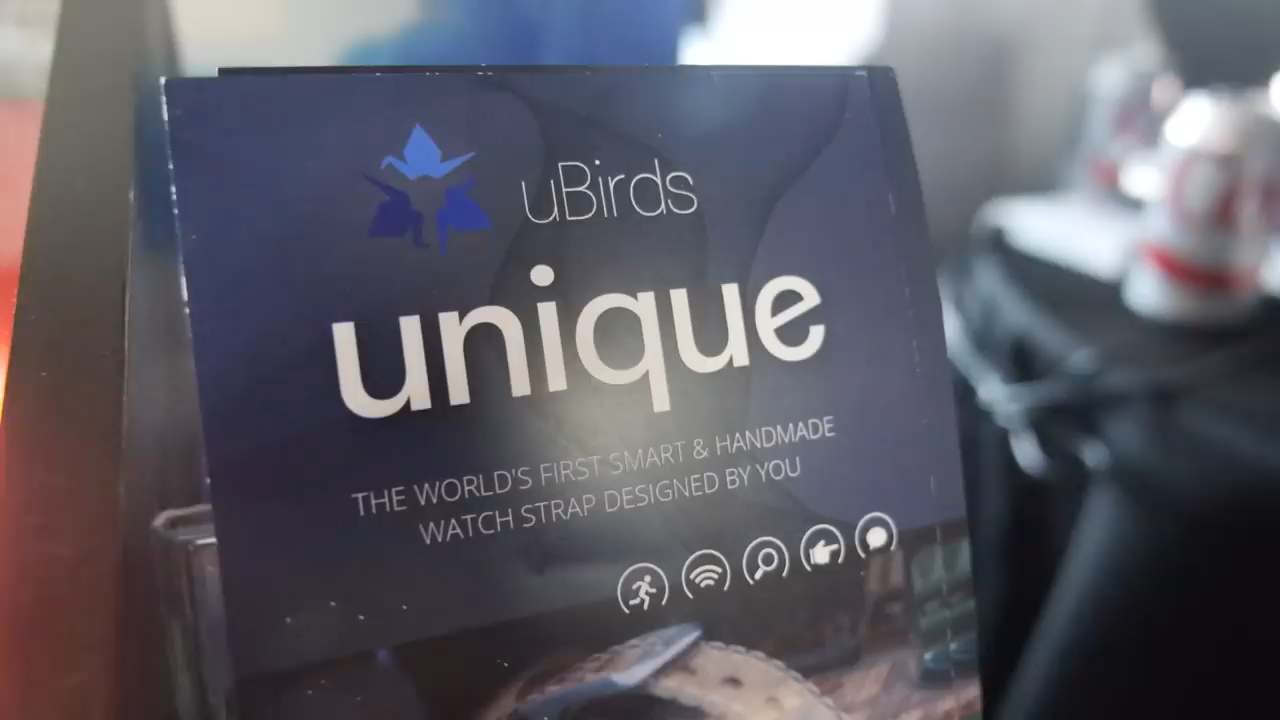 uBirds
unique
THE WORLD'S FIRST SMART & HANDMADE
WATCH STRAP DESIGNED BY YOU